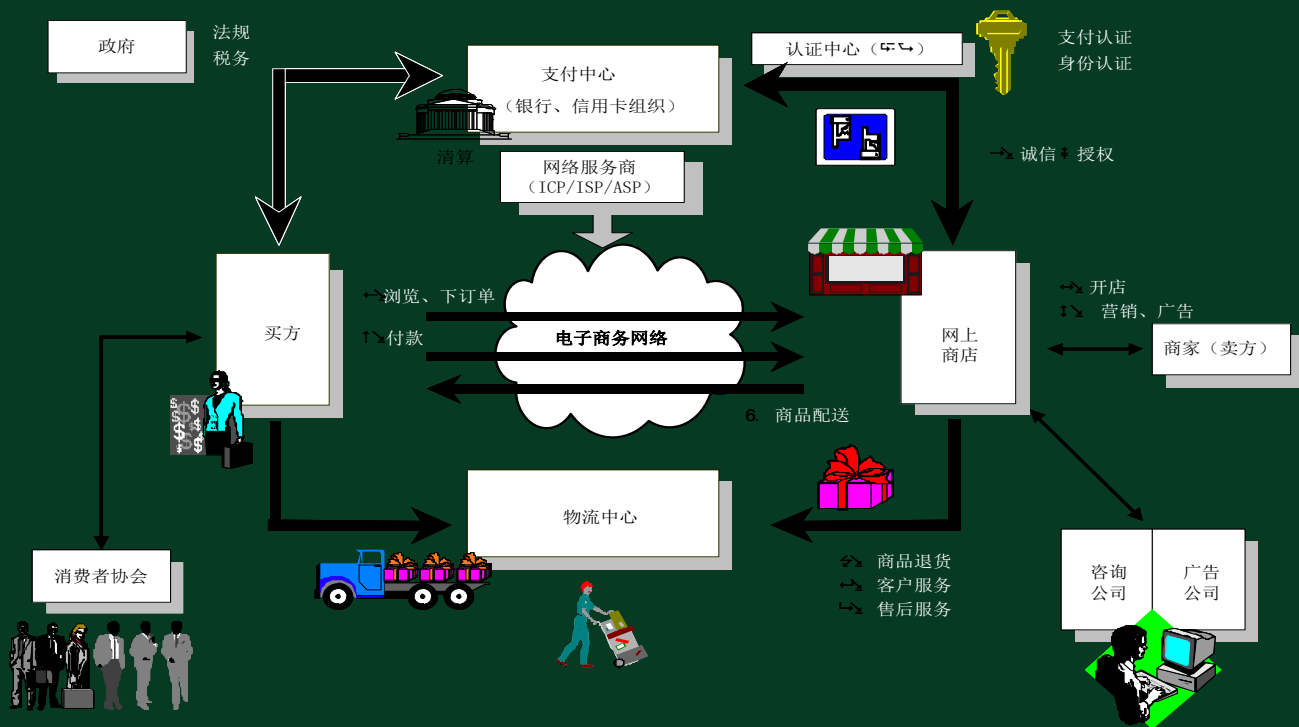 政府
法规
税务
支付中心
(银行、信用卡组织)
清算
认证中心()
支付认证
身份认证
诚信 授权
网络服务商
(ICP/ISP/ASP)
买方
浏览、下订单
付款
电子商务网络
6. 商品配送
网上
商店
开店
营销、广告
商家(卖方)
物流中心
商品退货
客户服务
售后服务
消费者协会
咨询
公司
广告
公司